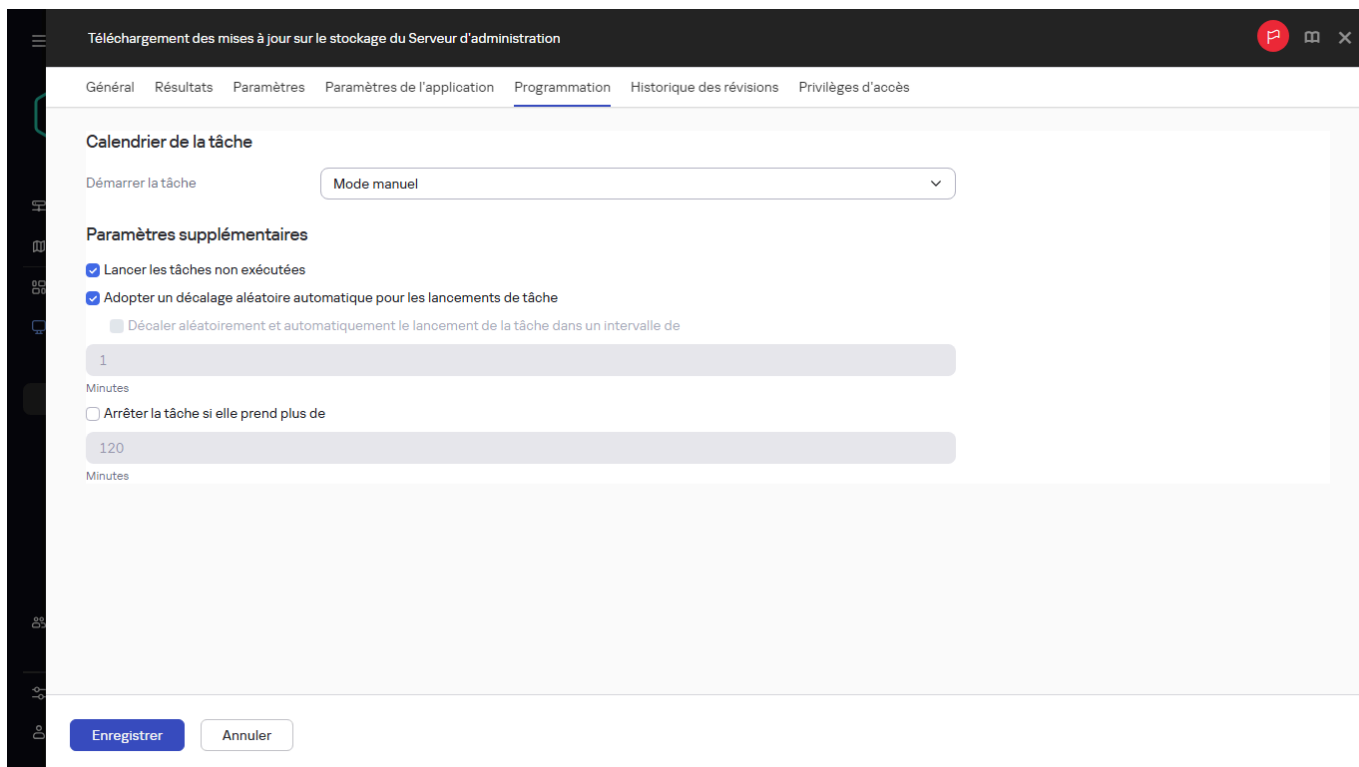 Téléchargement des mises à jour sur le stockage du Serveur d'administration
Général Résultats Paramètres Paramètres de l'application Programmation Historique des révisions Privilèges d'accès
Calendrier de la tâche
Démarrer la tâche Mode manuel
Paramètres supplémentaires
Lancer les tâches non exécutées
Adopter un décalage aléatoire automatique pour les lancements de tâche
Décaler aléatoirement et automatiquement le lancement de la tâche dans un intervalle de
1
Minutes
Arrêter la tâche si elle prend plus de
120
Minutes
Enregistrer Annuler